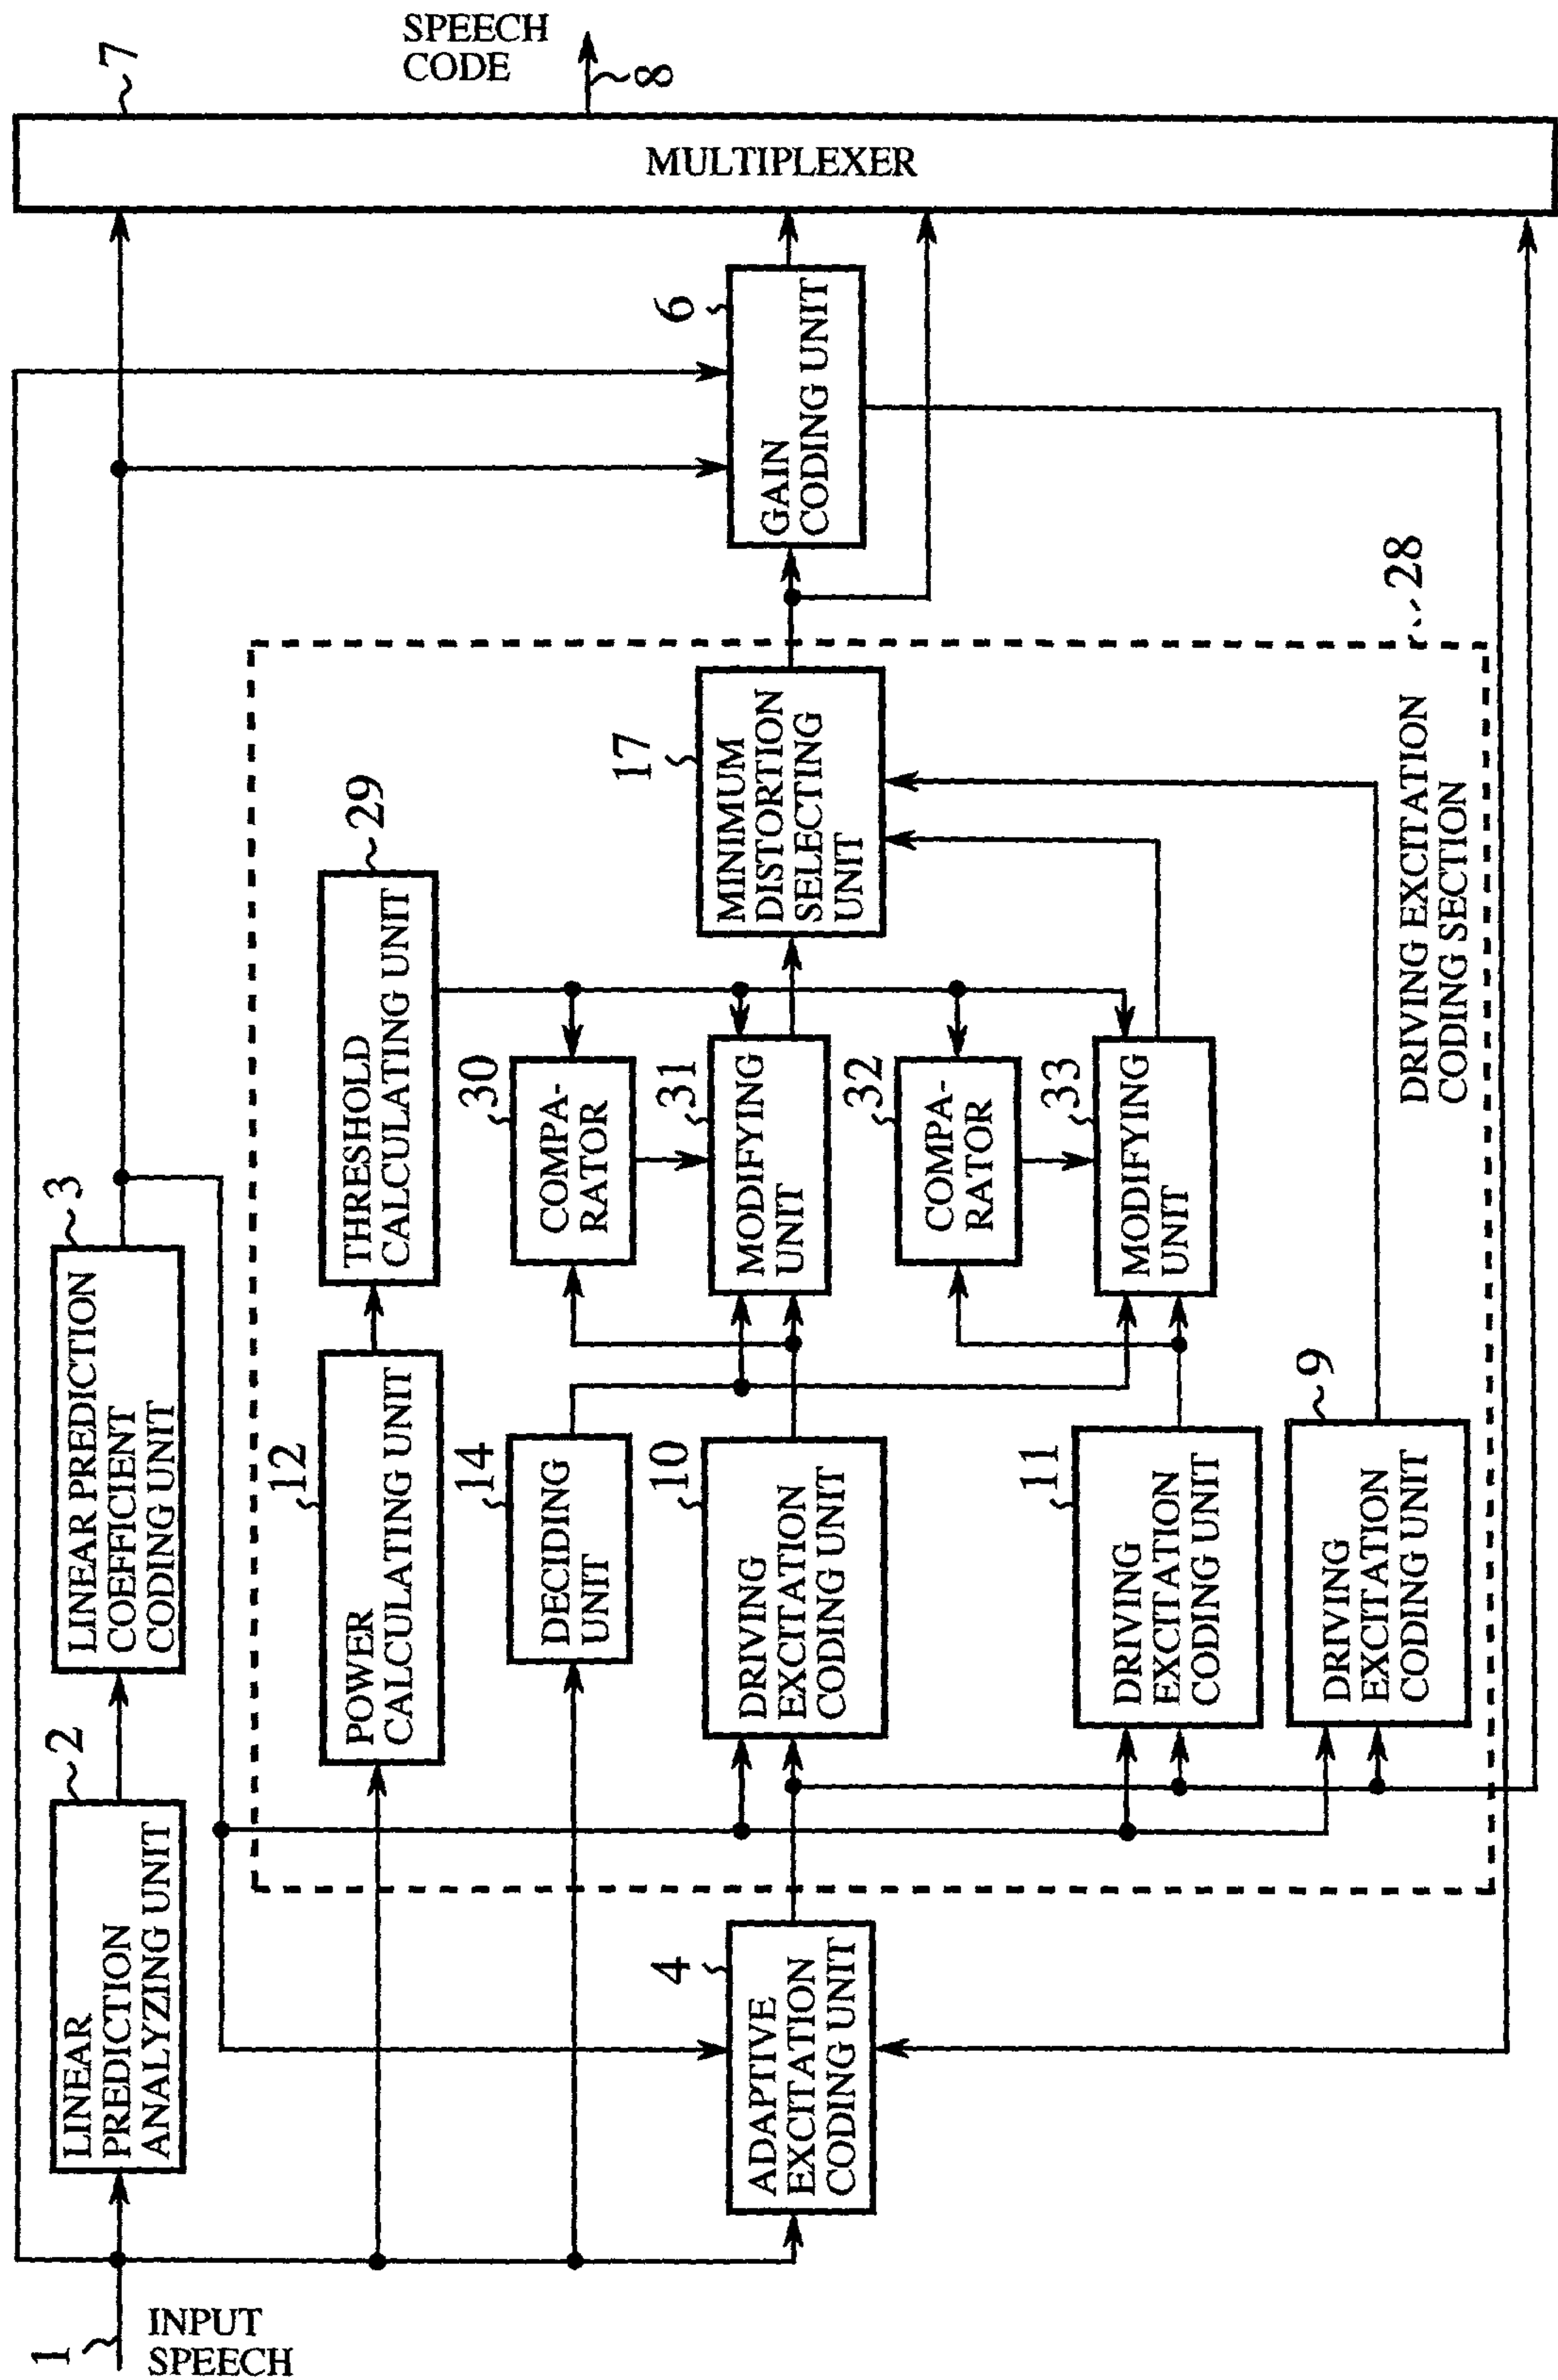 1
INPUT
SPEECH
2
LINEAR
PREDICTION
ANALYZING UNIT
3
LINEAR PREDICTION
COEFFICIENT
CODING UNIT
7
MULTIPLEXER
SPEECH
CODE
8
12
POWER
CALCULATING UNIT
29
THRESHOLD
CALCULATING UNIT
14
DECIDING
UNIT
30
COMPA-
RATOR
17
MINIMUM
DISTORTION
SELECTING
UNIT
6
GAIN
CODING UNIT
4
ADAPTIVE
EXCITATION
CODING UNIT
10
DRIVING
EXCITATION
CODING UNIT
31
MODIFYING
UNIT
32
COMPA-
RATOR
11
DRIVING
EXCITATION
CODING UNIT
33
MODIFYING
UNIT
9
DRIVING
EXCITATION
CODING UNIT
DRIVING EXCITATION
CODING SECTION
28